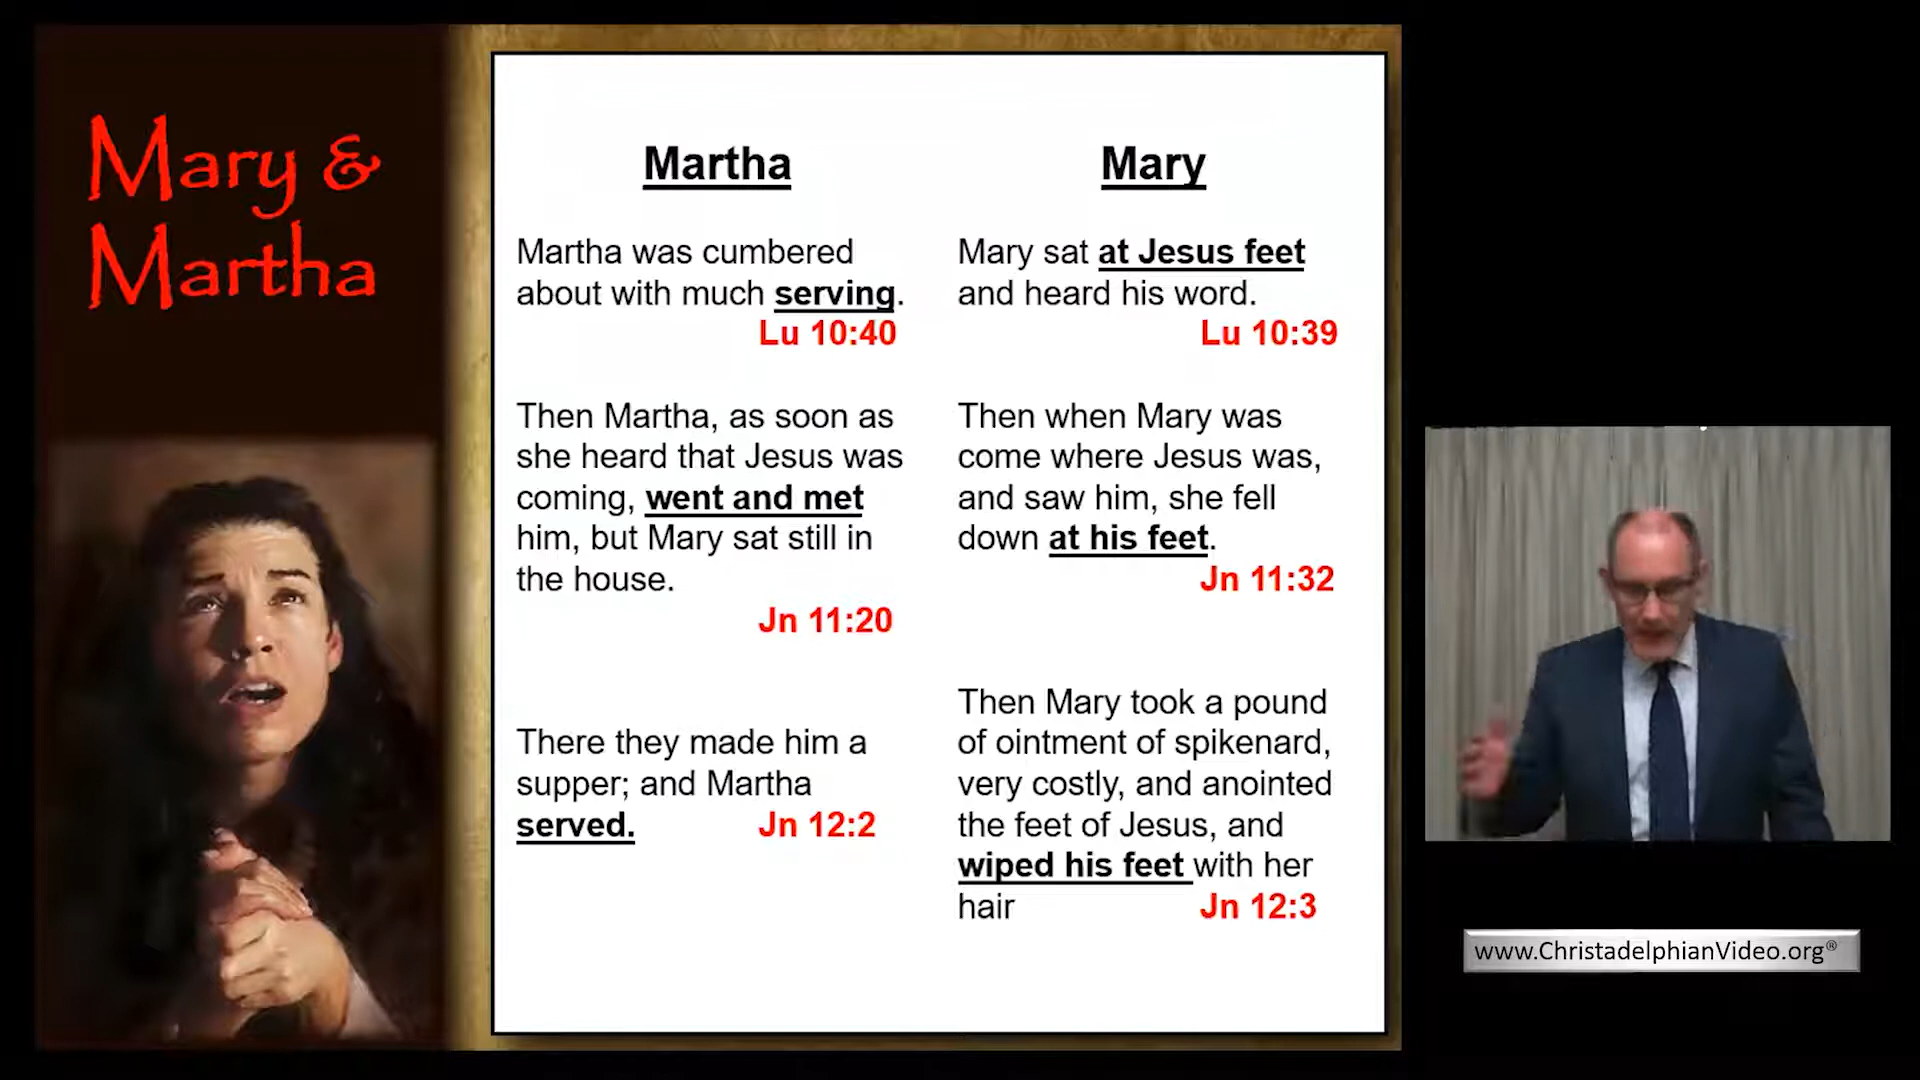 Mary &
Martha
Martha
Martha was cumbered
about with much serving.
Lu 10:40
Then Martha, as soon as
she heard that Jesus was
coming, went and met
him, but Mary sat still in
the house.
Jn 11:20
There they made him a
supper; and Martha
served. Jn 12:2
Mary
Mary sat at Jesus feet
and heard his word.
Lu 10:39
Then when Mary was
come where Jesus was,
and saw him, she fell
down at his feet.
Jn 11:32
Then Mary took a pound
of ointment of spikenard,
very costly, and anointed
the feet of Jesus, and
wiped his feet with her
hair Jn 12:3
www.ChristadelphianVideo.org®